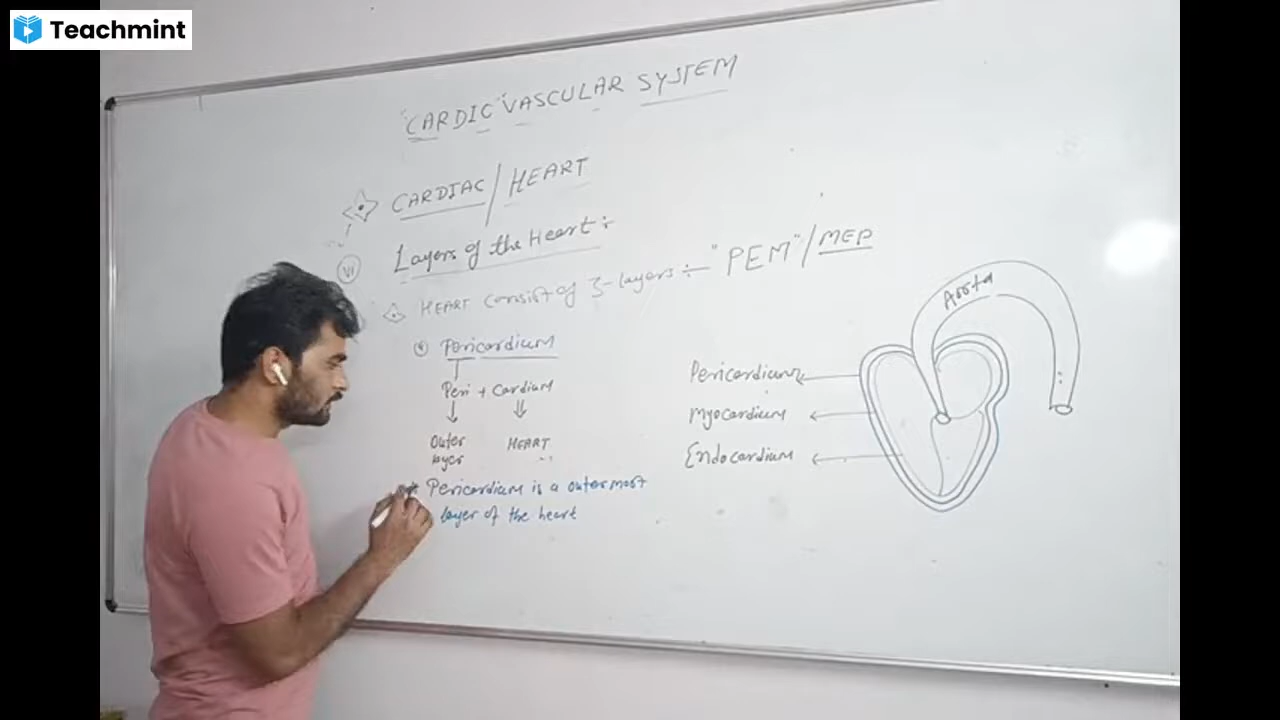 Teachmint
"CARDIC" VASCULAR SYSTEM
CARDIAC / HEART
VI Layers of the Heart :-
HEART consist of 3-layers :- "PEM" / MEP
Pericardium
Peri + Cardium
Outer layer
HEART
* Pericardium is a outermost
layer of the heart
Aorta
Pericardium
Myocardium
Endocardium